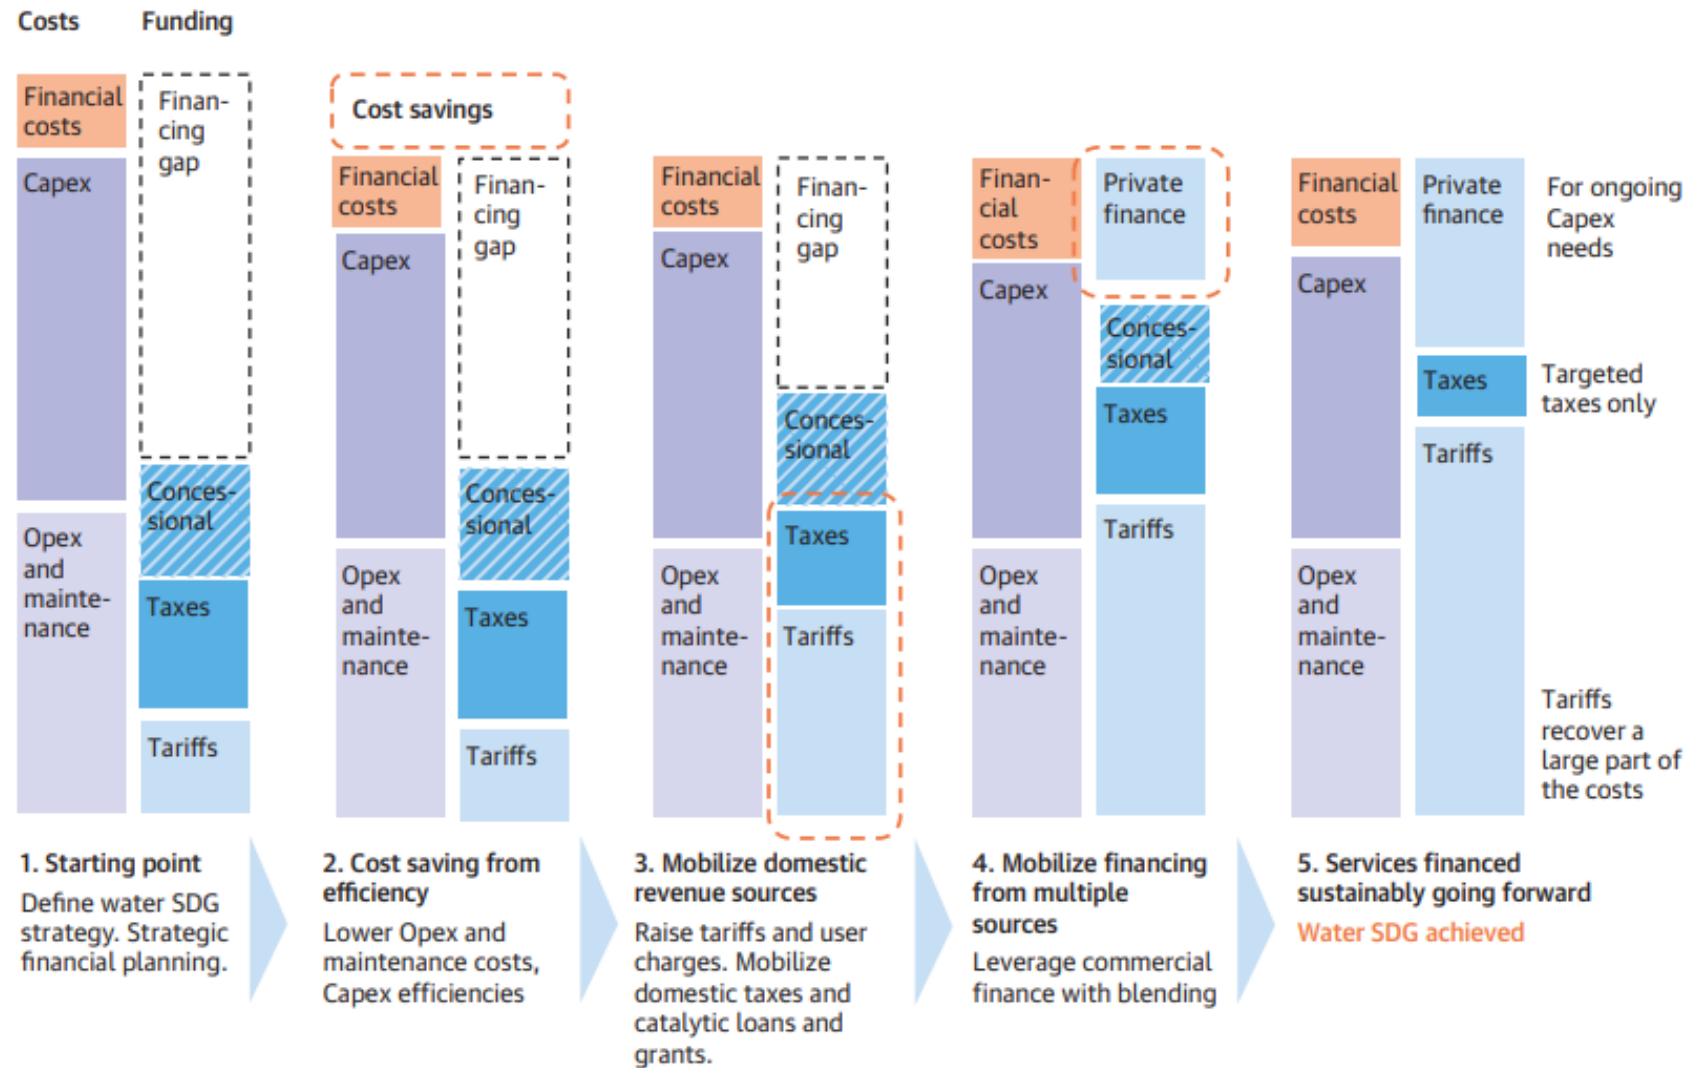 Costs
Funding
Financial
costs
Capex
Opex
and
mainte-
nance
Finan-
cing
gap
Conces-
sional
Taxes
Tariffs
Cost savings
Financial
costs
Capex
Opex
and
mainte-
nance
Finan-
cing
gap
Conces-
sional
Taxes
Tariffs
Financial
costs
Capex
Opex
and
mainte-
nance
Finan-
cing
gap
Conces-
sional
Taxes
Tariffs
Finan-
cial
costs
Capex
Opex
and
mainte-
nance
Private
finance
Conces-
sional
Taxes
Tariffs
Financial
costs
Capex
Opex
and
mainte-
nance
Private
finance
Taxes
Tariffs
For ongoing
Capex
needs
Targeted
taxes only
Tariffs
recover a
large part of
the costs
1. Starting point
Define water SDG
strategy. Strategic
financial planning.
2. Cost saving from
efficiency
Lower Opex and
maintenance costs,
Capex efficiencies
3. Mobilize domestic
revenue sources
Raise tariffs and user
charges. Mobilize
domestic taxes and
catalytic loans and
grants.
4. Mobilize financing
from multiple
sources
Leverage commercial
finance with blending
5. Services financed
sustainably going forward
Water SDG achieved